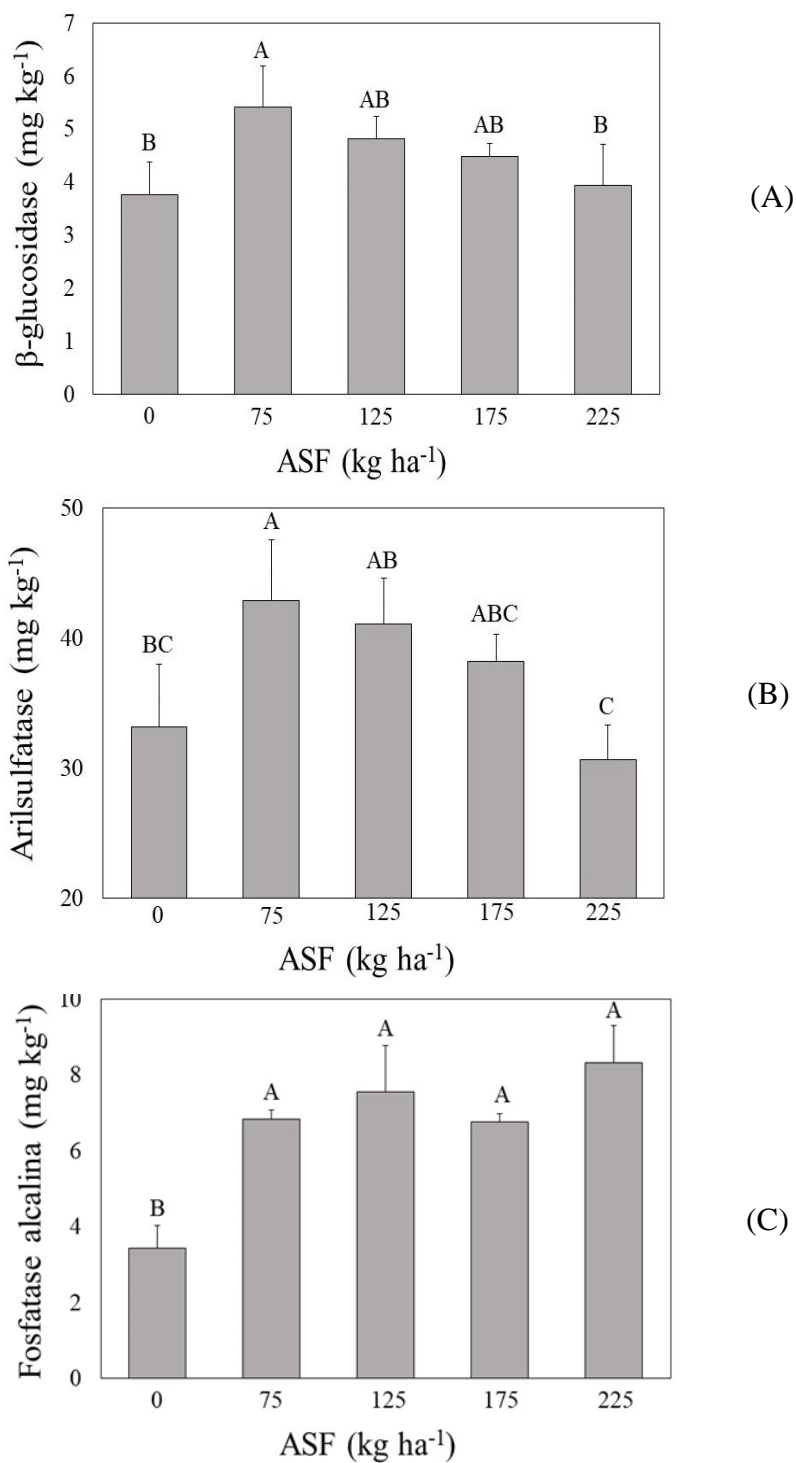 β-glucosidase (mg kg⁻¹)
7
6
5
4
3
2
1
0
B
A
AB
AB
B
0 75 125 175 225
ASF (kg ha⁻¹)
(A)
Arilsulfatase (mg kg⁻¹)
50
40
30
20
BC
A
AB
ABC
C
0 75 125 175 225
ASF (kg ha⁻¹)
(B)
Fosfatase alcalina (mg kg⁻¹)
10
8
6
4
2
0
B
A
A
A
A
0 75 125 175 225
ASF (kg ha⁻¹)
(C)